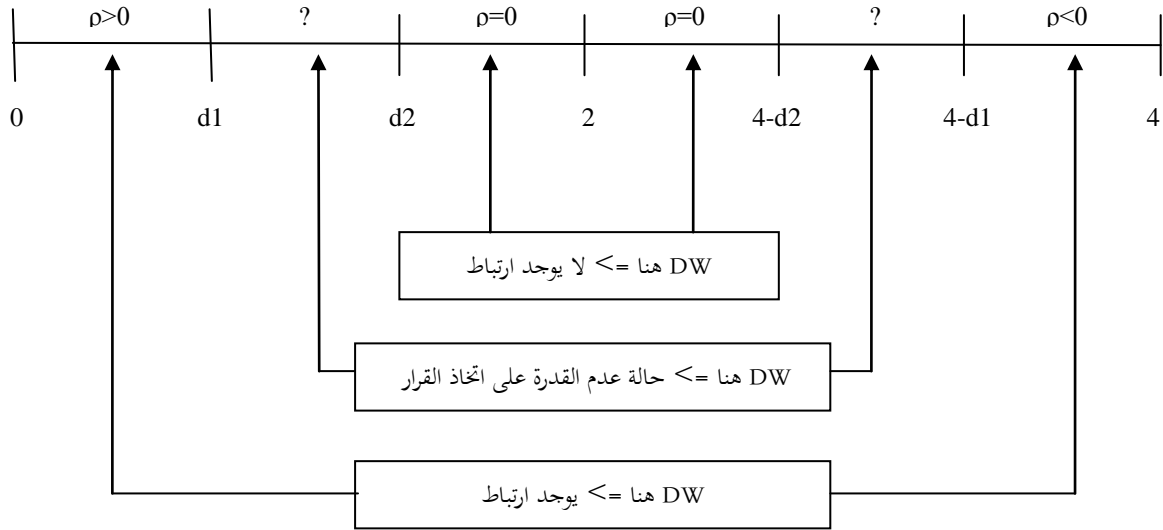 ρ>0 ? ρ=0 ρ=0 ? ρ<0
0 d1 d2 2 4-d2 4-d1 4
DW هنا => لا يوجد ارتباط
DW هنا => حالة عدم القدرة على اتخاذ القرار
DW هنا => يوجد ارتباط